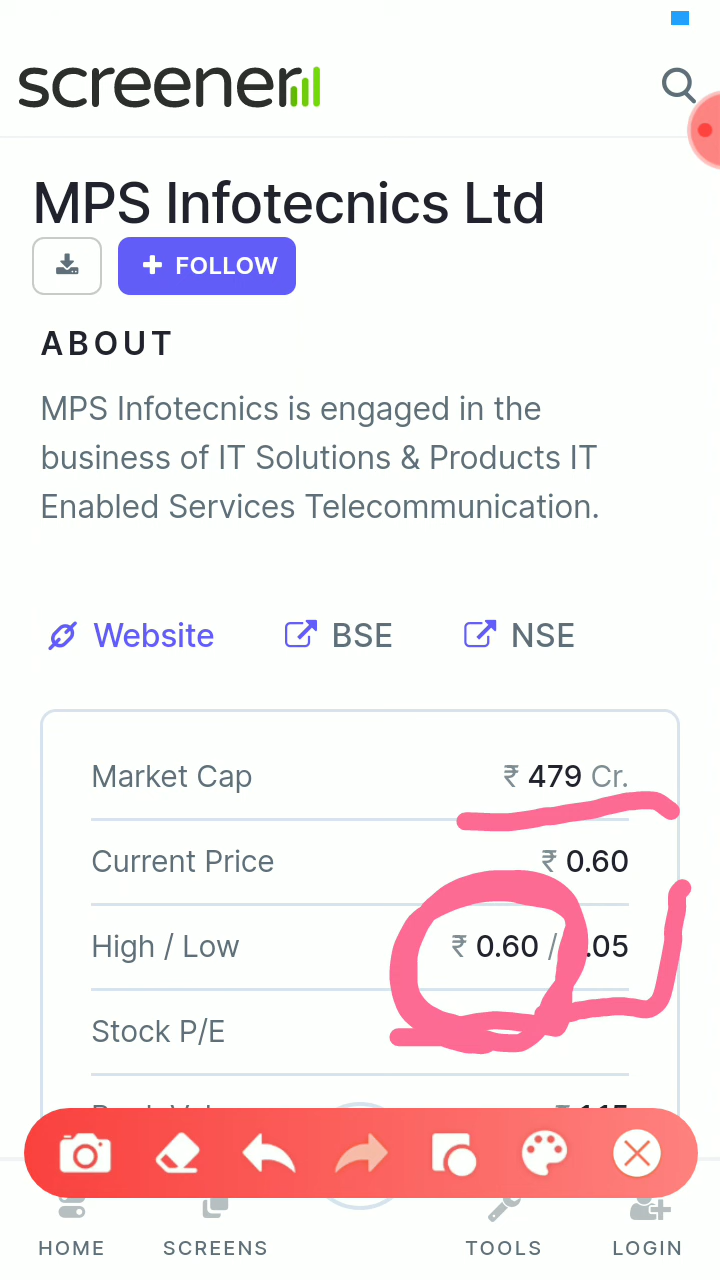 screener
MPS Infotecnics Ltd
+ FOLLOW
ABOUT
MPS Infotecnics is engaged in the
business of IT Solutions & Products IT
Enabled Services Telecommunication.
Website BSE NSE
Market Cap ₹ 479 Cr.
Current Price ₹ 0.60
High / Low ₹ 0.60 / .05
Stock P/E
HOME SCREENS TOOLS LOGIN